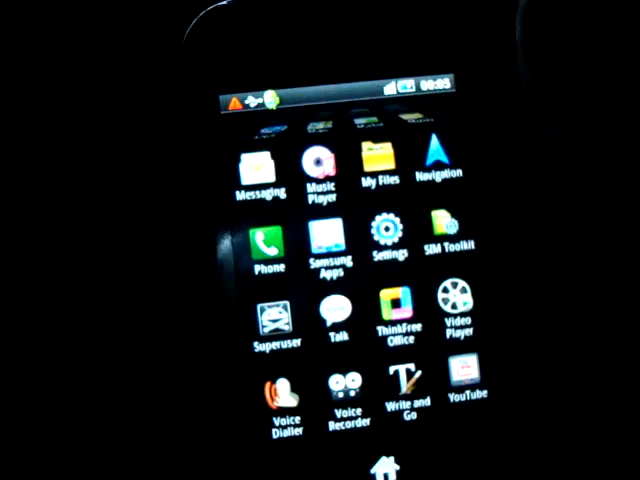 00:05
Messaging
Music
Player
My Files
Navigation
Phone
Samsung
Apps
Settings
SIM Toolkit
Superuser
Talk
ThinkFree
Office
Video
Player
Voice
Dialler
Voice
Recorder
Write and
Go
YouTube